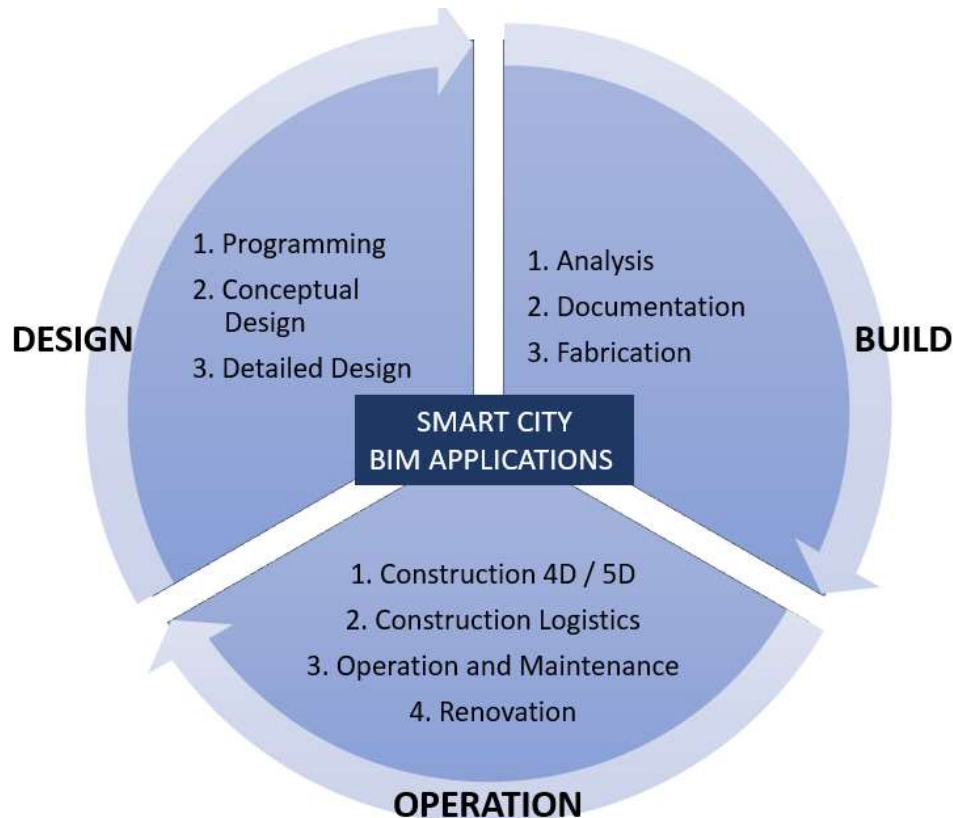 DESIGN
1. Programming
2. Conceptual
Design
3. Detailed Design
BUILD
1. Analysis
2. Documentation
3. Fabrication
SMART CITY
BIM APPLICATIONS
1. Construction 4D / 5D
2. Construction Logistics
3. Operation and Maintenance
4. Renovation
OPERATION